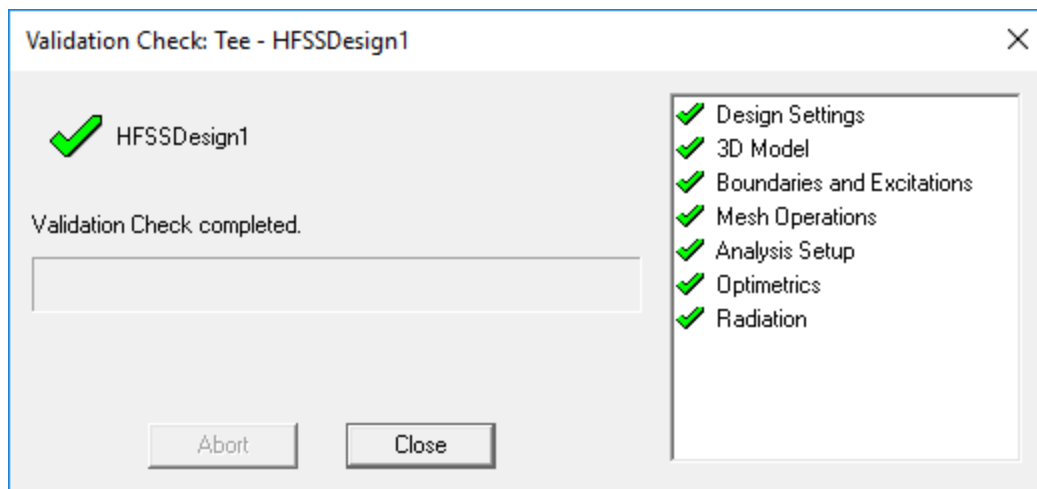 Validation Check: Tee - HFSSDesign1
HFSSDesign1
Validation Check completed.
Abort
Close
Design Settings
3D Model
Boundaries and Excitations
Mesh Operations
Analysis Setup
Optimetrics
Radiation